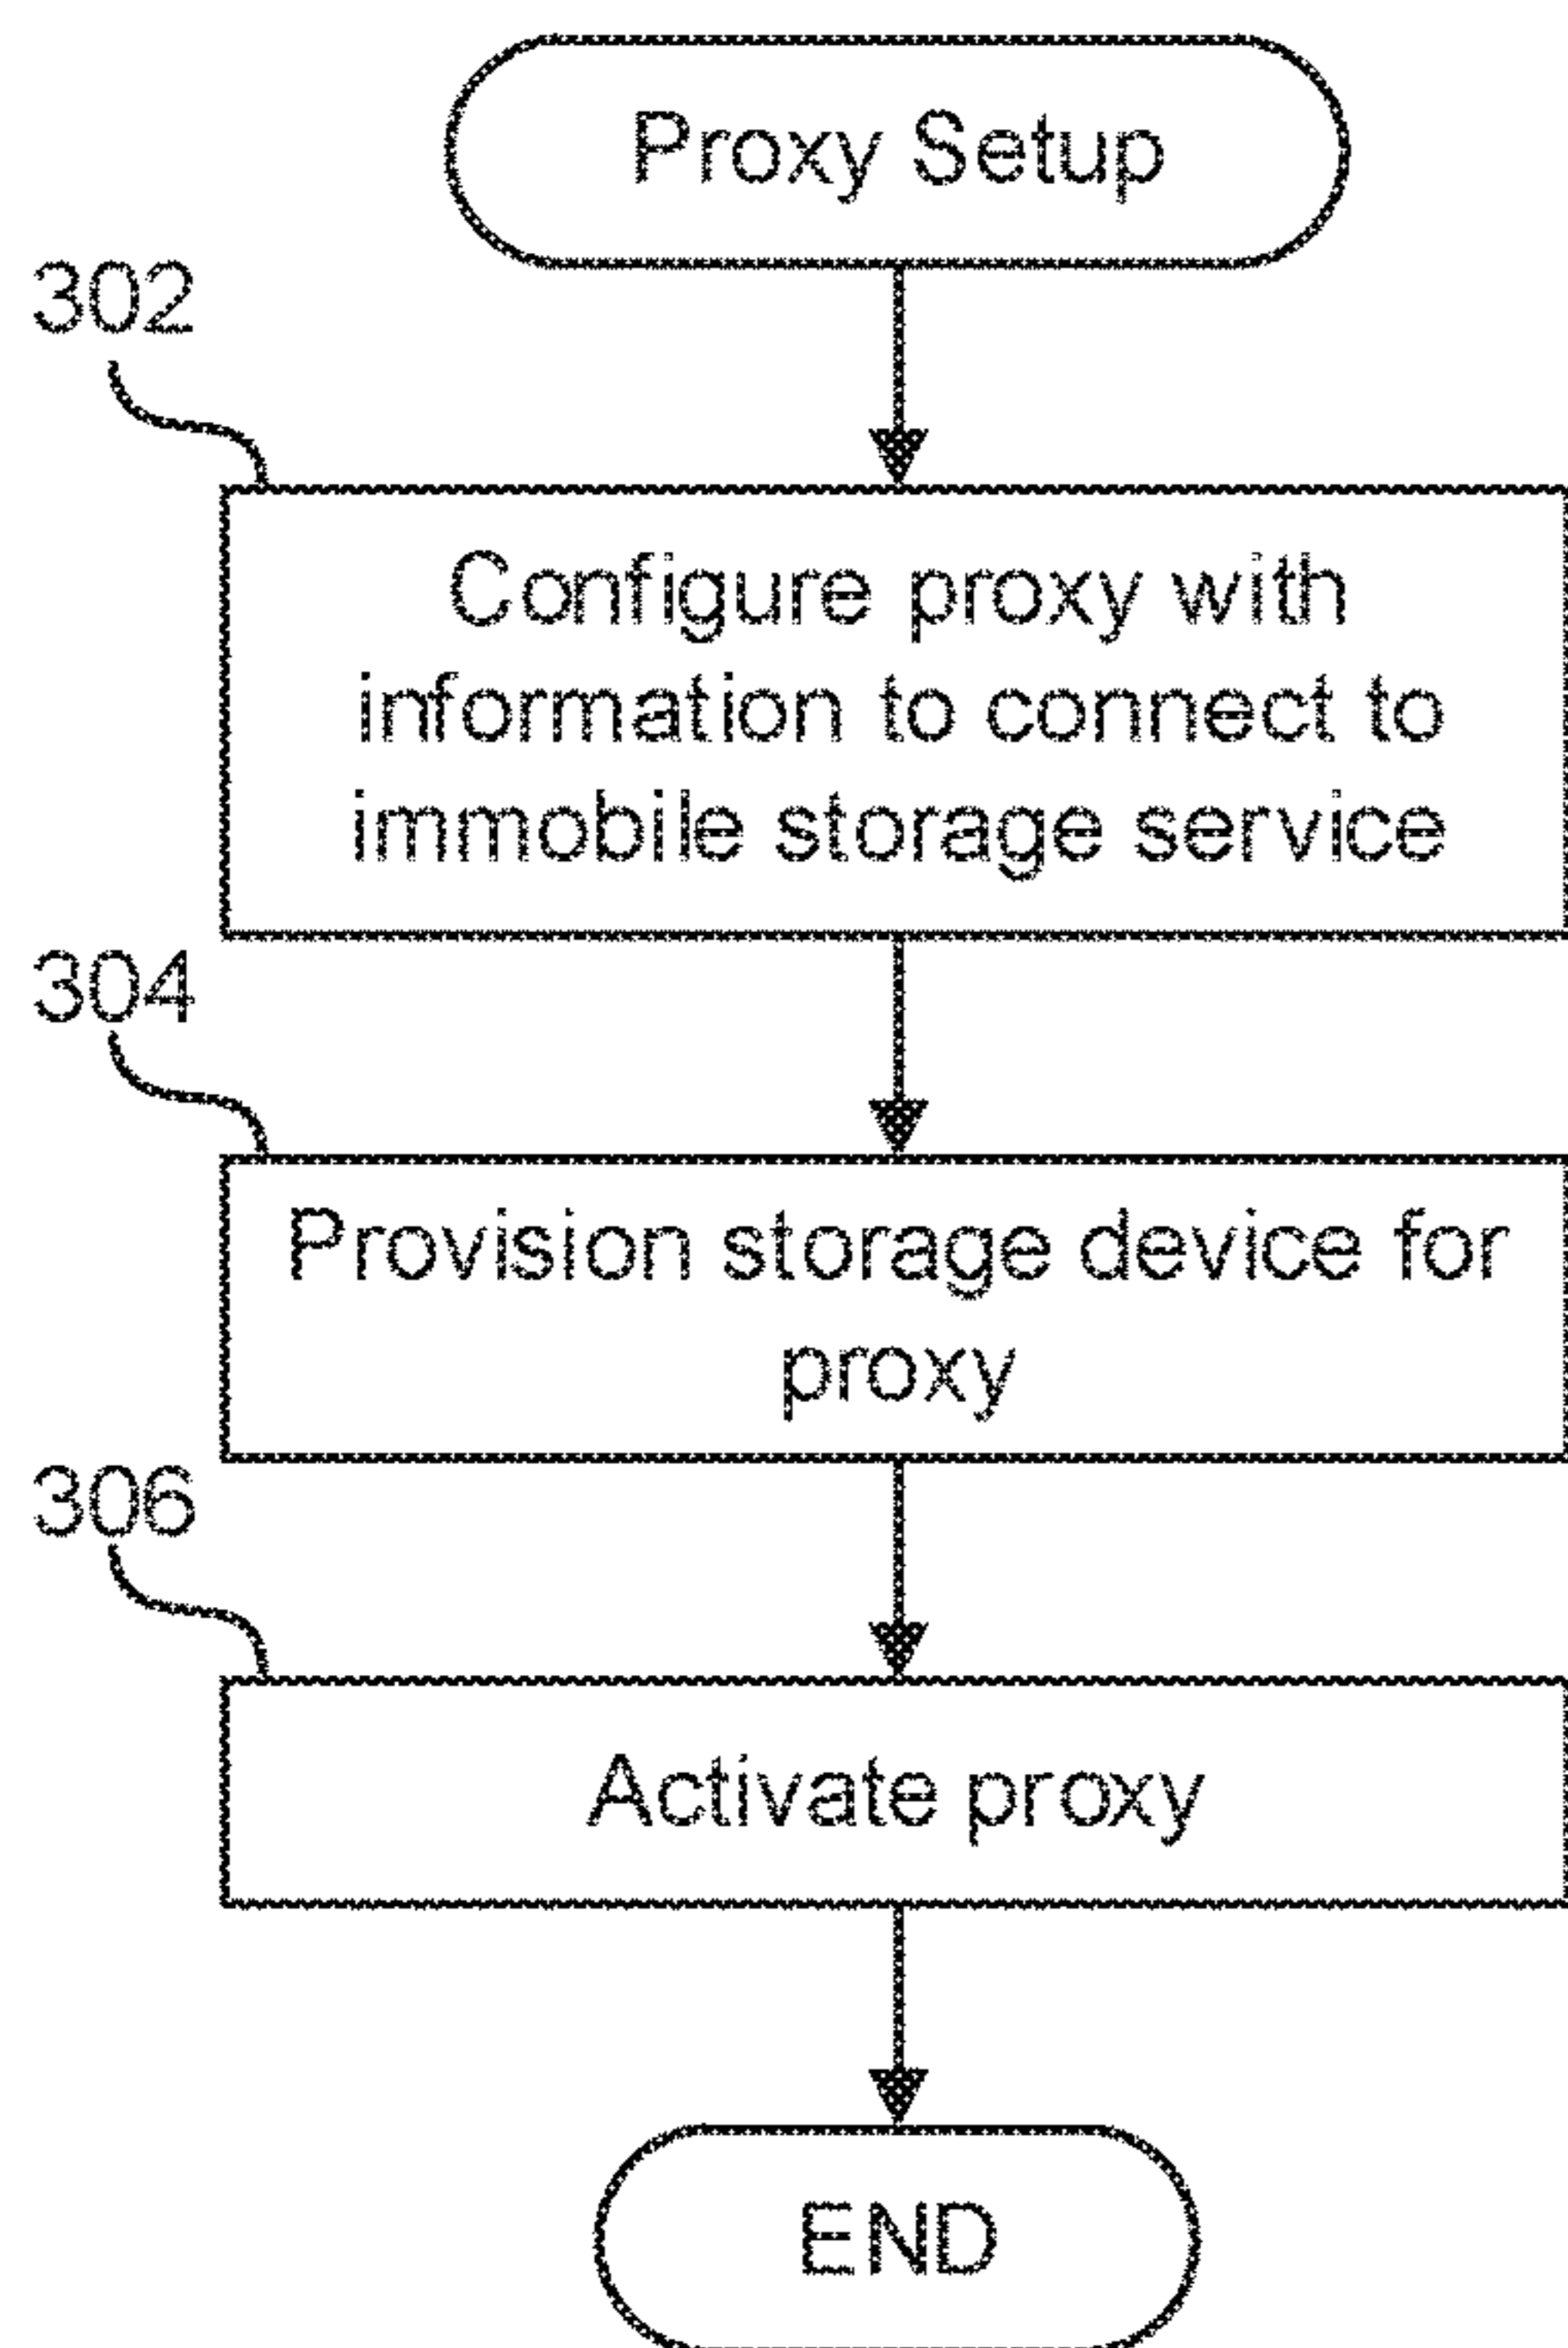 Proxy Setup
302
Configure proxy with
information to connect to
immobile storage service
304
Provision storage device for
proxy
306
Activate proxy
END